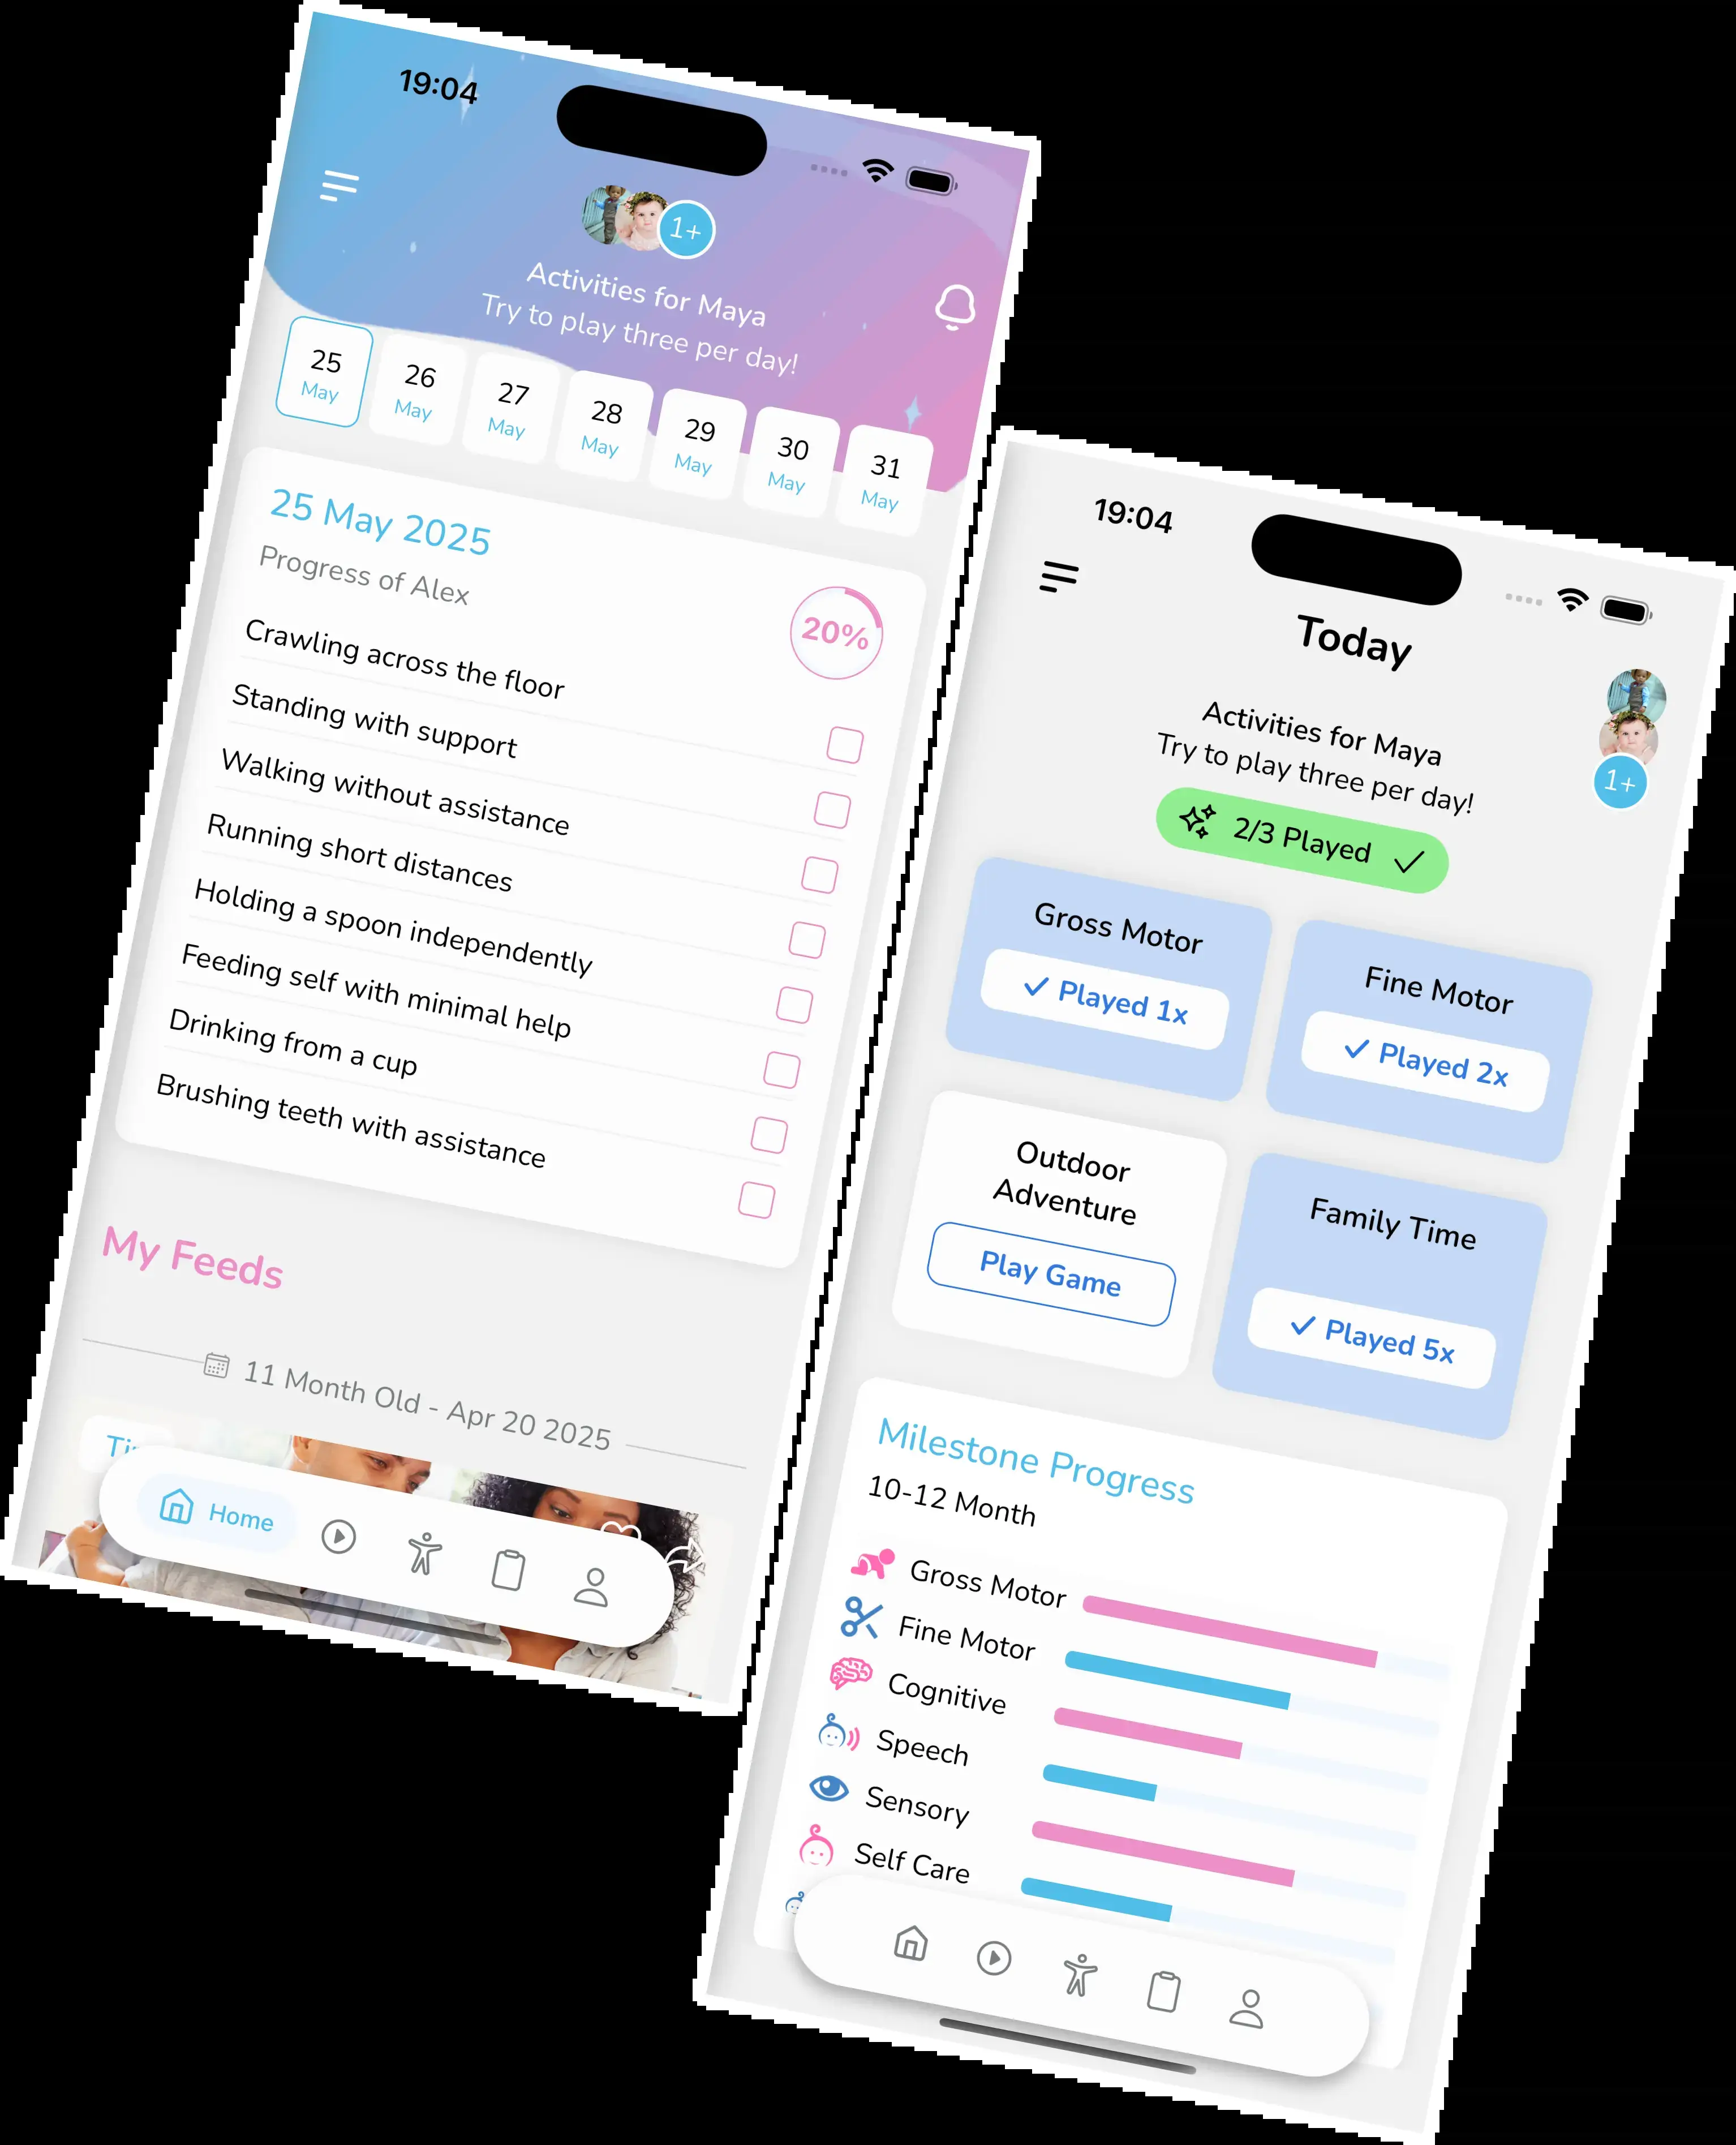 19:04
1+
Activities for Maya
Try to play three per day!
25
May
26
May
27
May
28
May
29
May
30
May
31
May
25 May 2025
Progress of Alex
20%
Crawling across the floor
Standing with support
Walking without assistance
Running short distances
Holding a spoon independently
Feeding self with minimal help
Drinking from a cup
Brushing teeth with assistance
My Feeds
11 Month Old - Apr 20 2025
Home
19:04
Today
Activities for Maya
Try to play three per day!
1+
2/3 Played
Gross Motor
Played 1x
Fine Motor
Played 2x
Outdoor
Adventure
Play Game
Family Time
Played 5x
Milestone Progress
10-12 Month
Gross Motor
Fine Motor
Cognitive
Speech
Sensory
Self Care